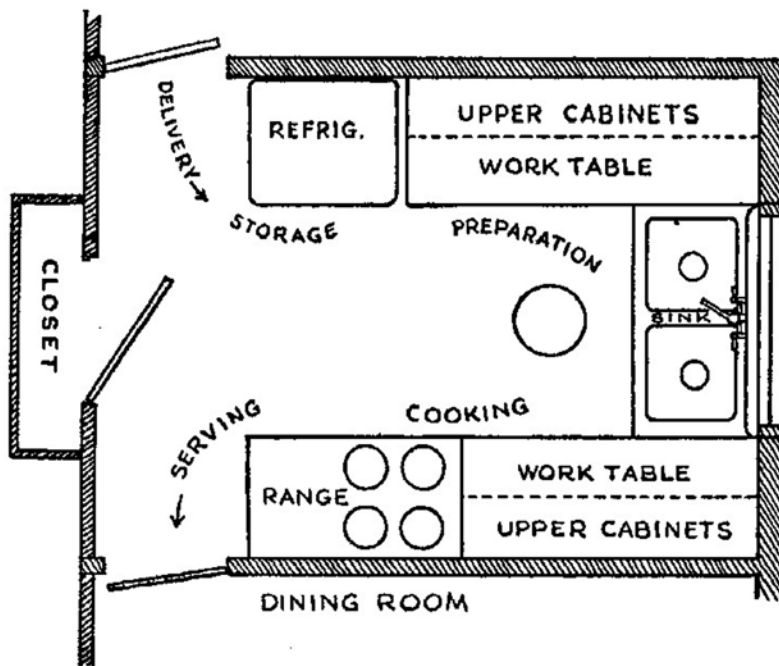 DELIVERY
REFRIG.
UPPER CABINETS
WORK TABLE
STORAGE
PREPARATION
CLOSET
SINK
SERVING
COOKING
RANGE
WORK TABLE
UPPER CABINETS
DINING ROOM